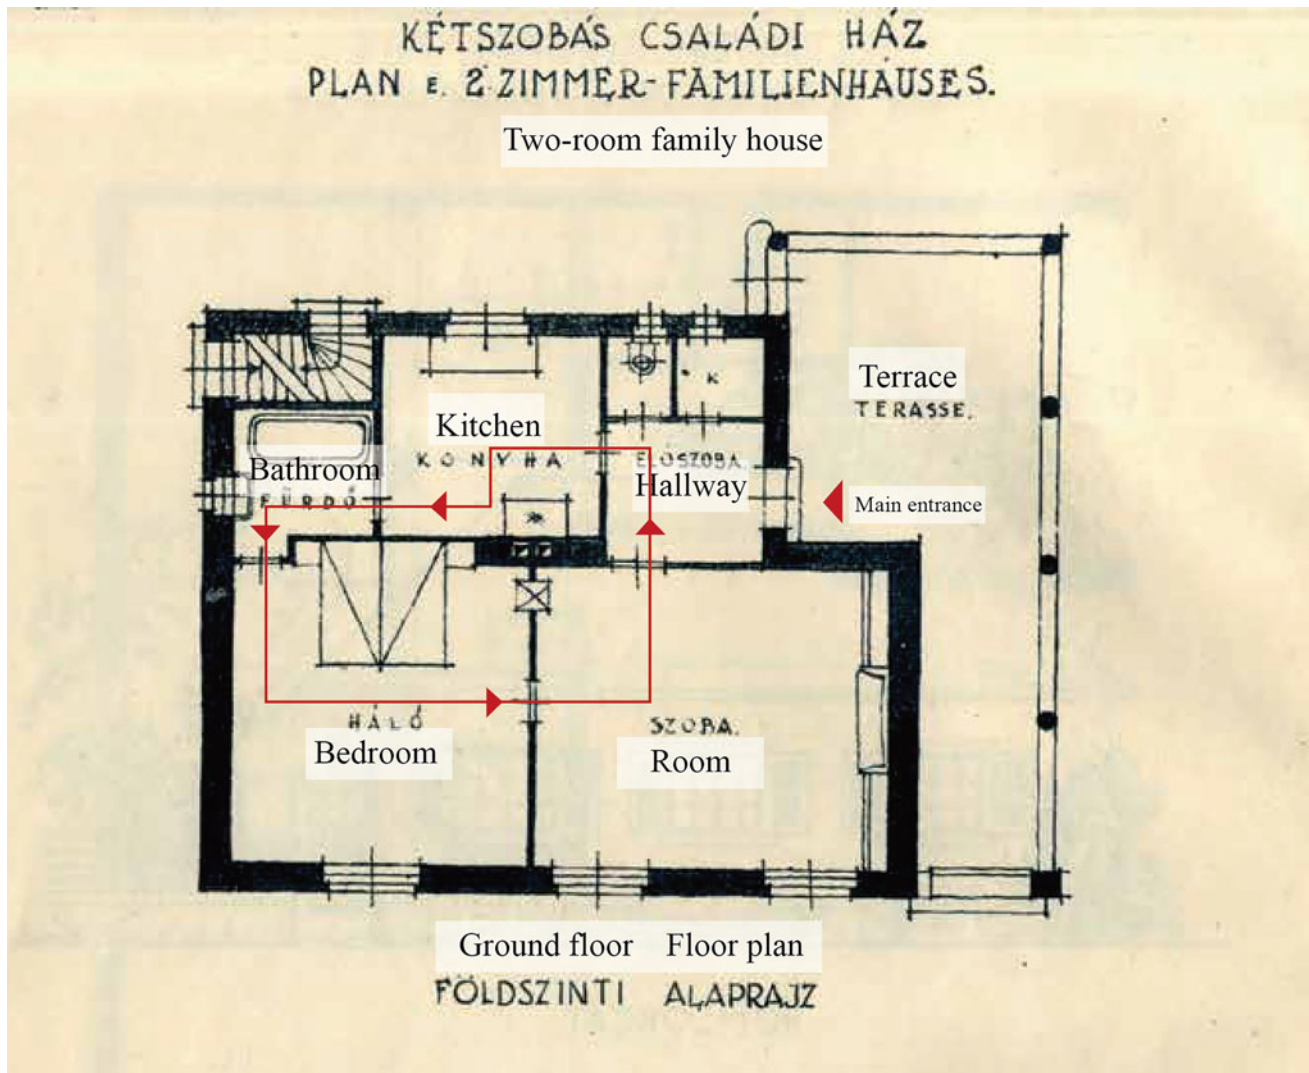 KÉTSZOBÁS CSALÁDI HÁZ
PLAN E. 2 ZIMMER-FAMILIENHAUSES.
Two-room family house
Terrace
TERASSE.
K
Kitchen
KONYHA
Bathroom
FÜRDŐ
ELŐSZOBA
Hallway
Main entrance
HÁLÓ
Bedroom
SZOBA.
Room
Ground floor Floor plan
FÖLDSZINTI ALAPRAJZ